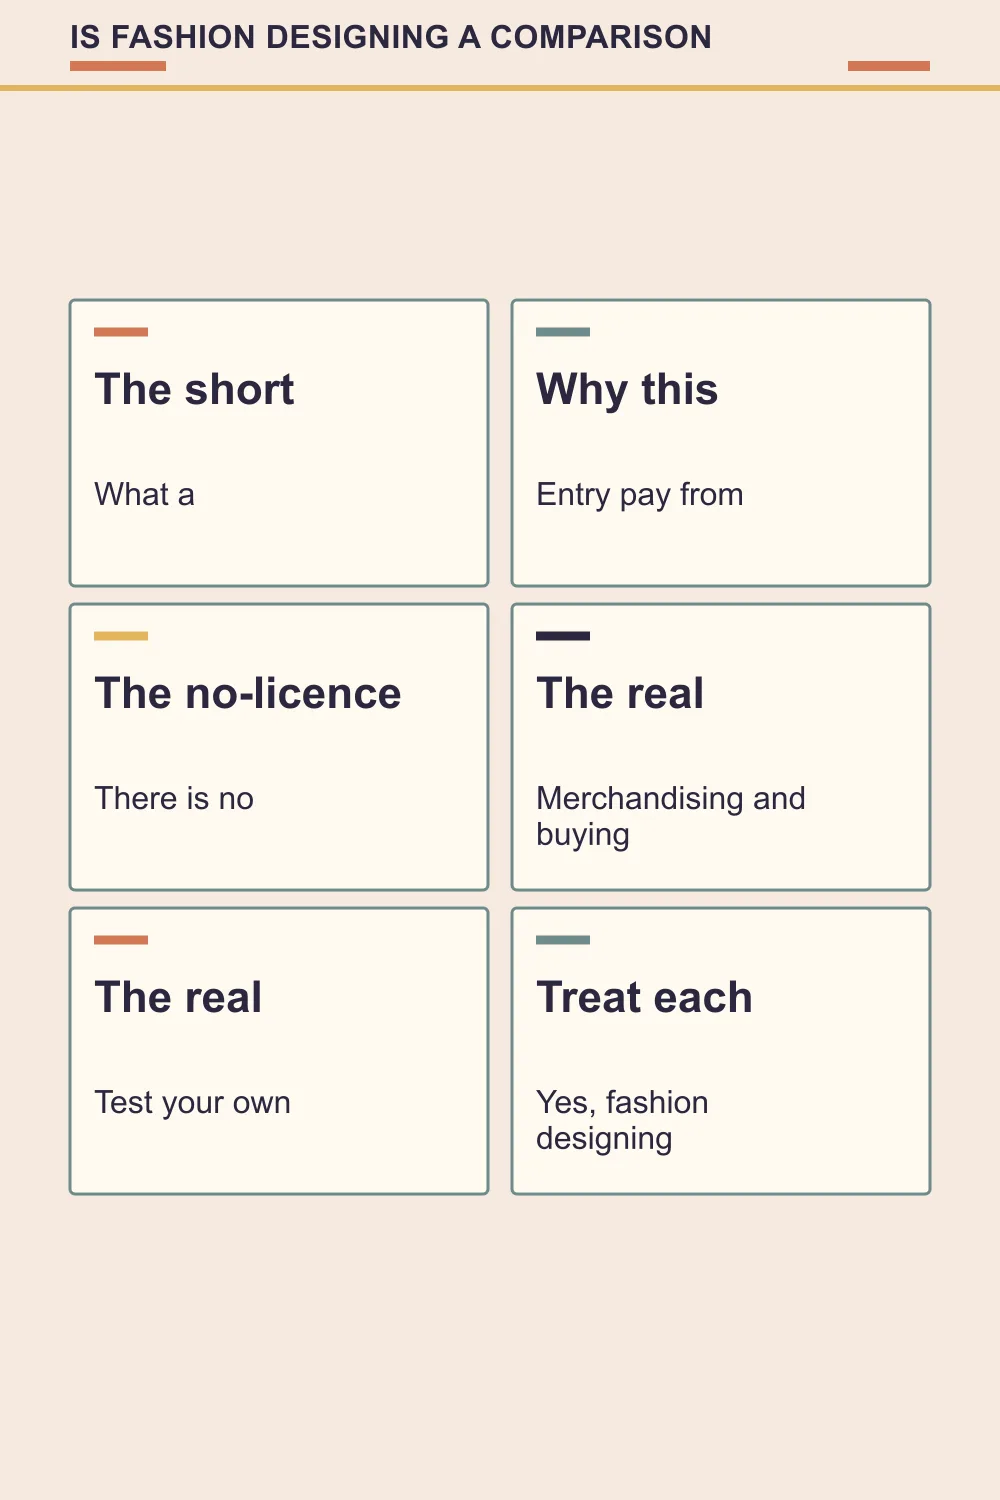 IS FASHION DESIGNING A COMPARISON
The short
What a
Why this
Entry pay from
The no-licence
There is no
The real
Merchandising and
buying
The real
Test your own
Treat each
Yes, fashion
designing